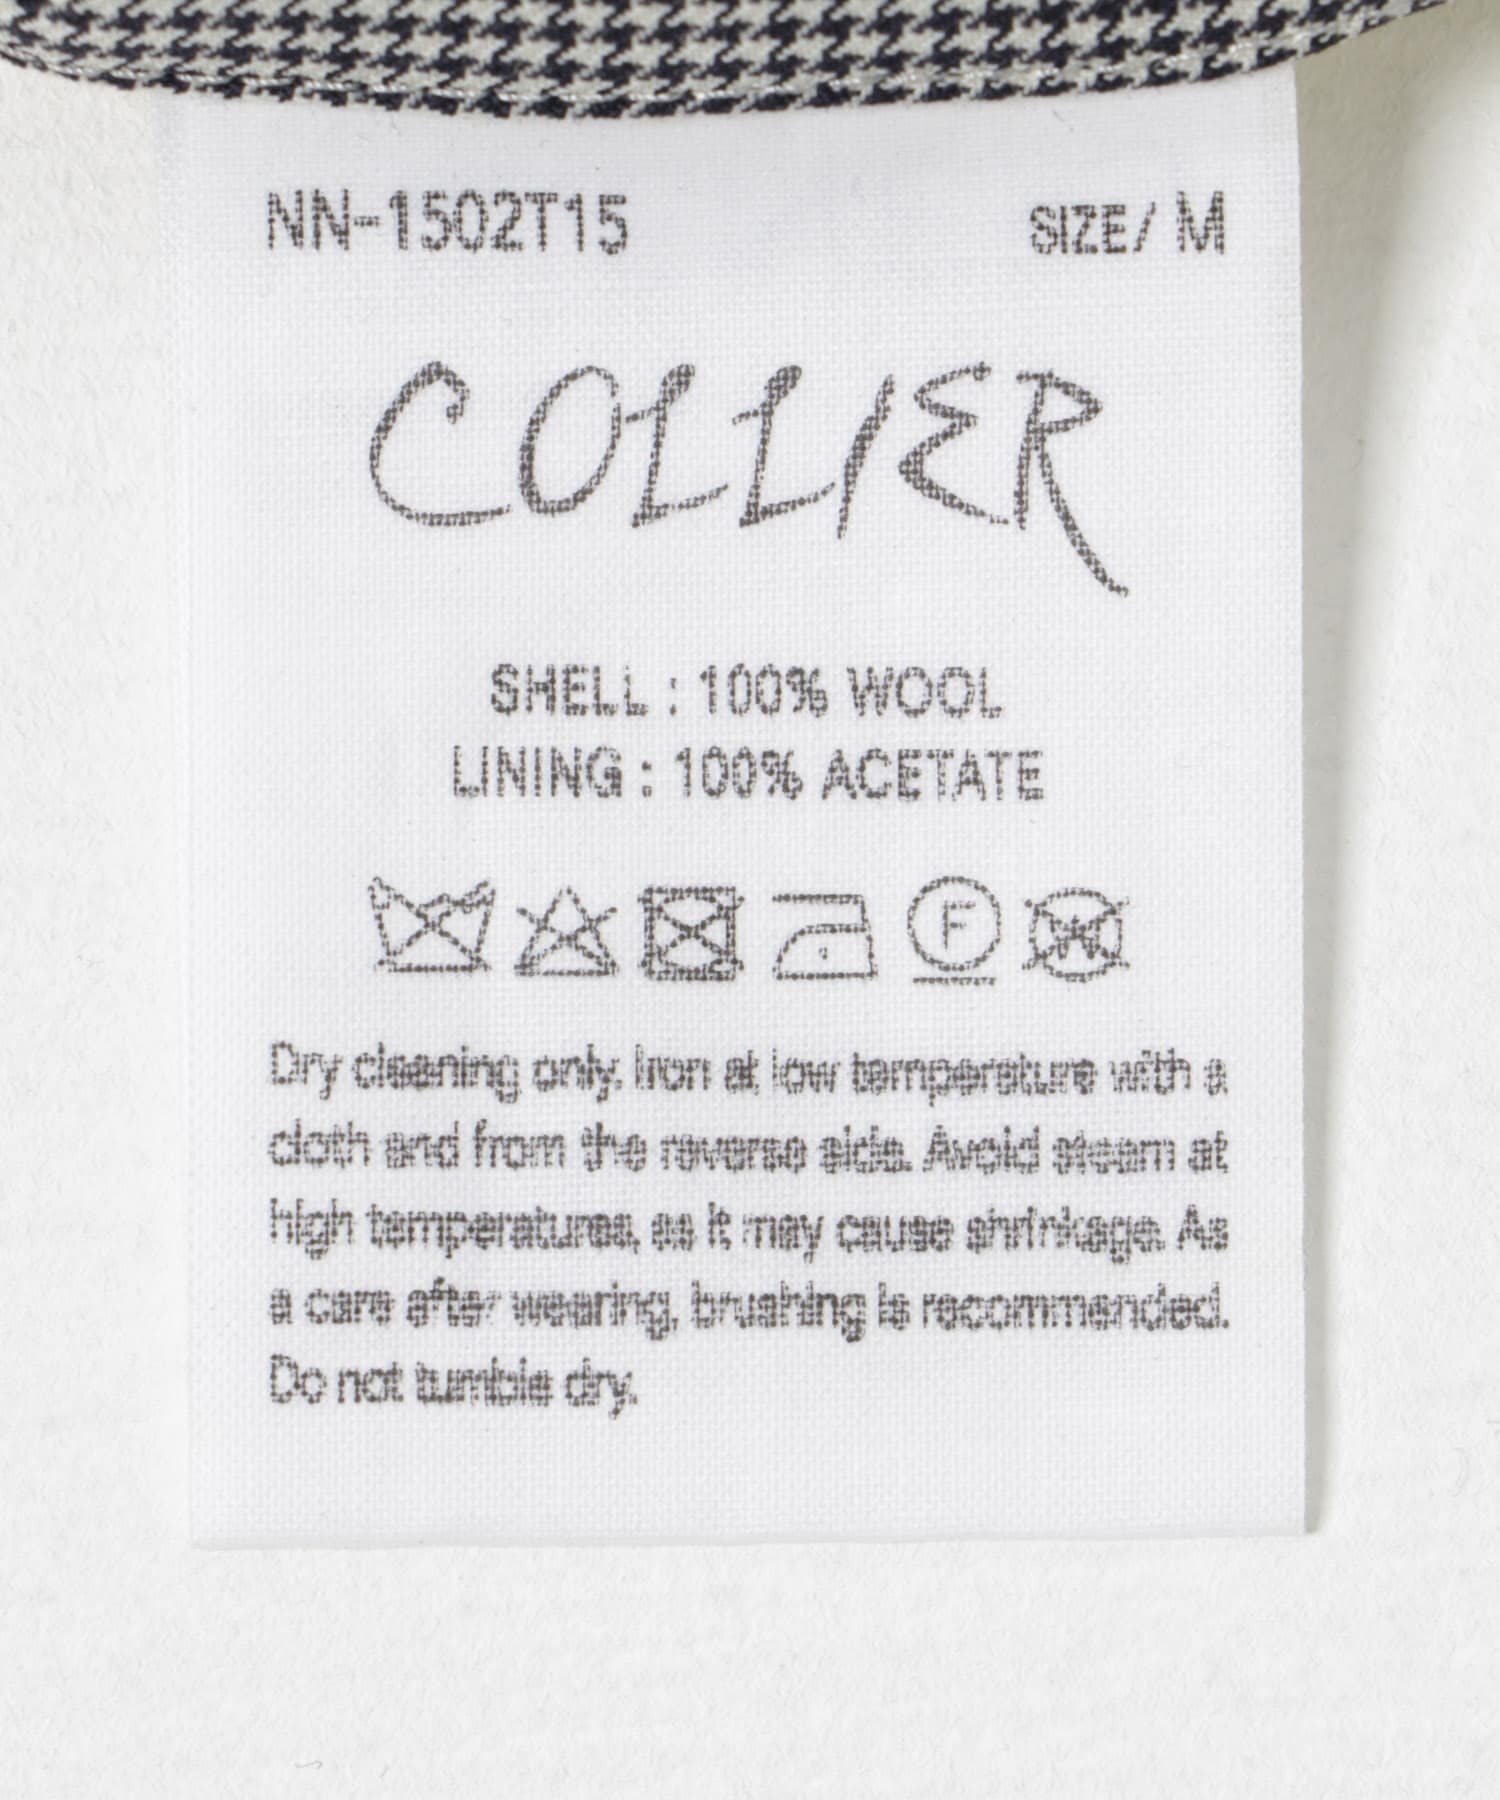 NN-1502T15 SIZE/ M
COLLIER
SHELL : 100% WOOL
LINING : 100% ACETATE
F W
Dry cleaning only. Iron at low temperature with a
cloth and from the reverse side. Avoid steam at
high temperatures, as it may cause shrinkage. As
a care after wearing, brushing is recommended.
Do not tumble dry.